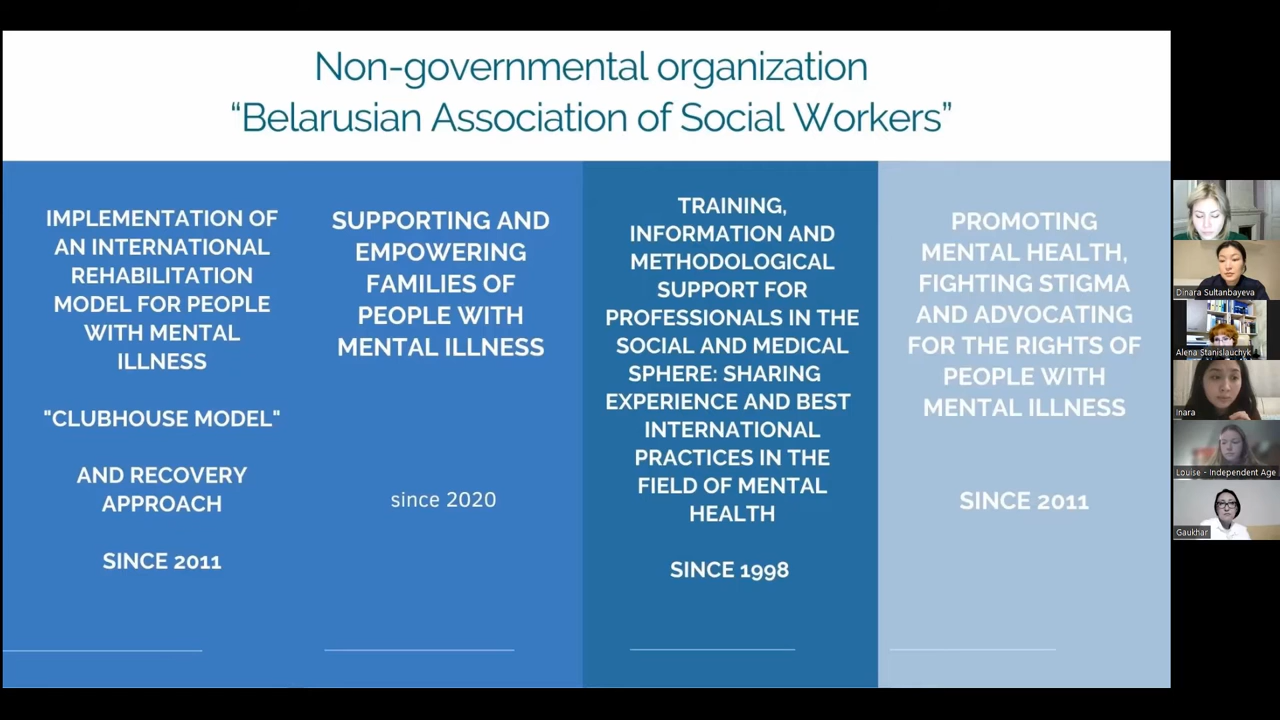 Non-governmental organization
“Belarusian Association of Social Workers”
IMPLEMENTATION OF
AN INTERNATIONAL
REHABILITATION
MODEL FOR PEOPLE
WITH MENTAL
ILLNESS
"CLUBHOUSE MODEL"
AND RECOVERY
APPROACH
SINCE 2011
SUPPORTING AND
EMPOWERING
FAMILIES OF
PEOPLE WITH
MENTAL ILLNESS
since 2020
TRAINING,
INFORMATION AND
METHODOLOGICAL
SUPPORT FOR
PROFESSIONALS IN THE
SOCIAL AND MEDICAL
SPHERE: SHARING
EXPERIENCE AND BEST
INTERNATIONAL
PRACTICES IN THE
FIELD OF MENTAL
HEALTH
SINCE 1998
PROMOTING
MENTAL HEALTH,
FIGHTING STIGMA
AND ADVOCATING
FOR THE RIGHTS OF
PEOPLE WITH
MENTAL ILLNESS
SINCE 2011
Dinara Sultanbayeva
Alena Stanislauchyk
Inara
Louise - Independent Age
Gaukhar